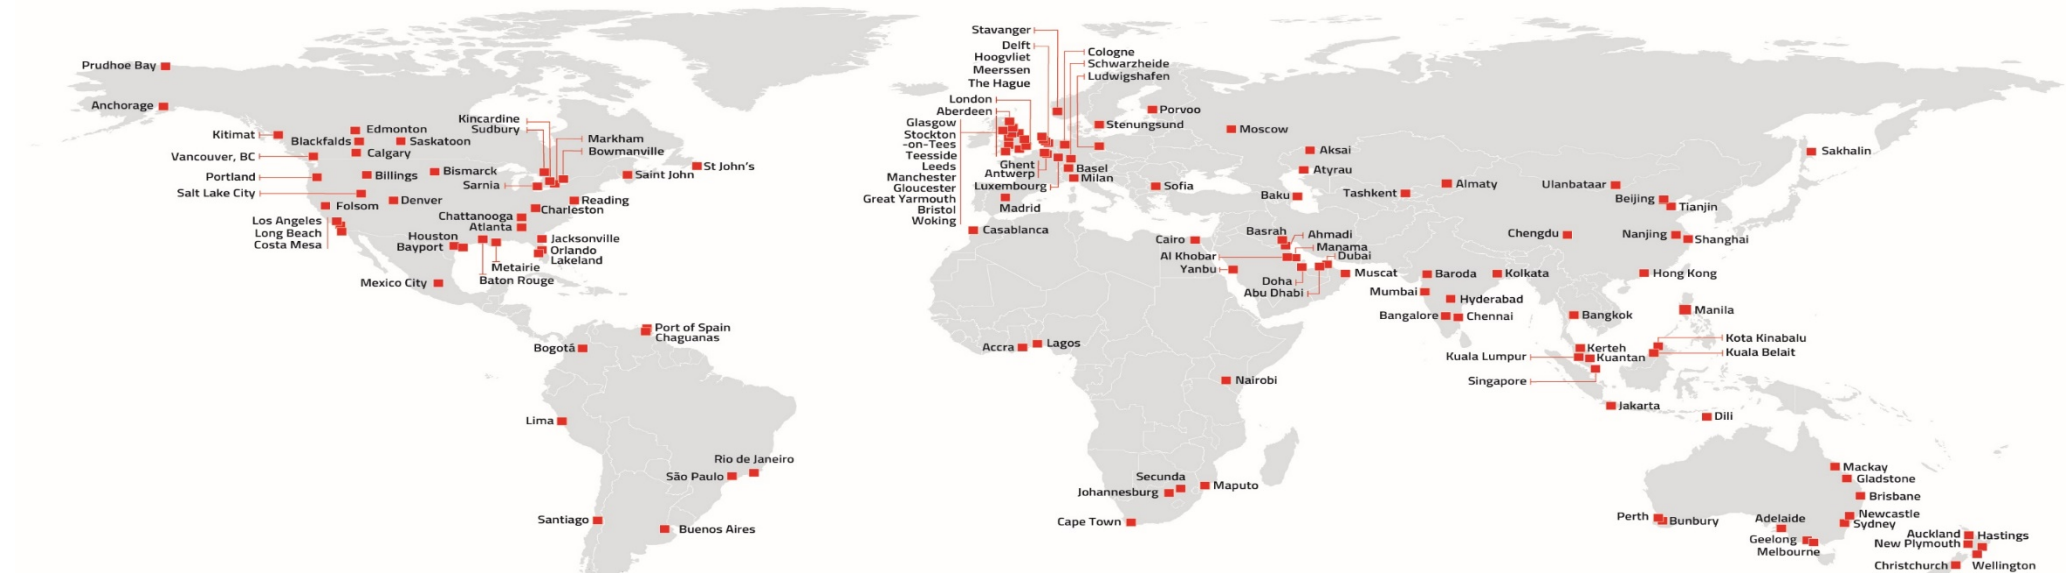 Prudhoe Bay
Anchorage
Kitimat
Vancouver, BC
Portland
Salt Lake City
Los Angeles
Long Beach
Costa Mesa
Edmonton
Blackfalds
Saskatoon
Calgary
Billings
Bismarck
Folsom
Denver
Kincardine
Sudbury
Markham
Bowmanville
Sarnia
St John's
Saint John
Reading
Charleston
Chattanooga
Atlanta
Houston
Bayport
Jacksonville
Orlando
Lakeland
Metairie
Baton Rouge
Mexico City
Port of Spain
Chaguanas
Bogotá
Lima
Rio de Janeiro
São Paulo
Santiago
Buenos Aires
Stavanger
Delft
Hoogvliet
Meerssen
The Hague
Cologne
Schwarzheide
Ludwigshafen
London
Aberdeen
Glasgow
Stockton
-on-Tees
Teesside
Leeds
Manchester
Gloucester
Great Yarmouth
Bristol
Woking
Porvoo
Stenungsund
Ghent
Antwerp
Luxembourg
Basel
Milan
Madrid
Sofia
Casablanca
Moscow
Aksai
Atyrau
Baku
Tashkent
Almaty
Ulanbataar
Beijing
Tianjin
Sakhalin
Chengdu
Nanjing
Shanghai
Hong Kong
Cairo
Basrah
Ahmadi
Manama
Al Khobar
Dubai
Yanbu
Doha
Abu Dhabi
Muscat
Baroda
Kolkata
Mumbai
Hyderabad
Bangalore
Chennai
Bangkok
Manila
Kota Kinabalu
Kuala Belait
Kerteh
Kuala Lumpur
Kuantan
Singapore
Jakarta
Dili
Accra
Lagos
Nairobi
Secunda
Johannesburg
Maputo
Cape Town
Mackay
Gladstone
Brisbane
Newcastle
Sydney
Perth
Bunbury
Adelaide
Geelong
Melbourne
Auckland
Hastings
New Plymouth
Christchurch
Wellington